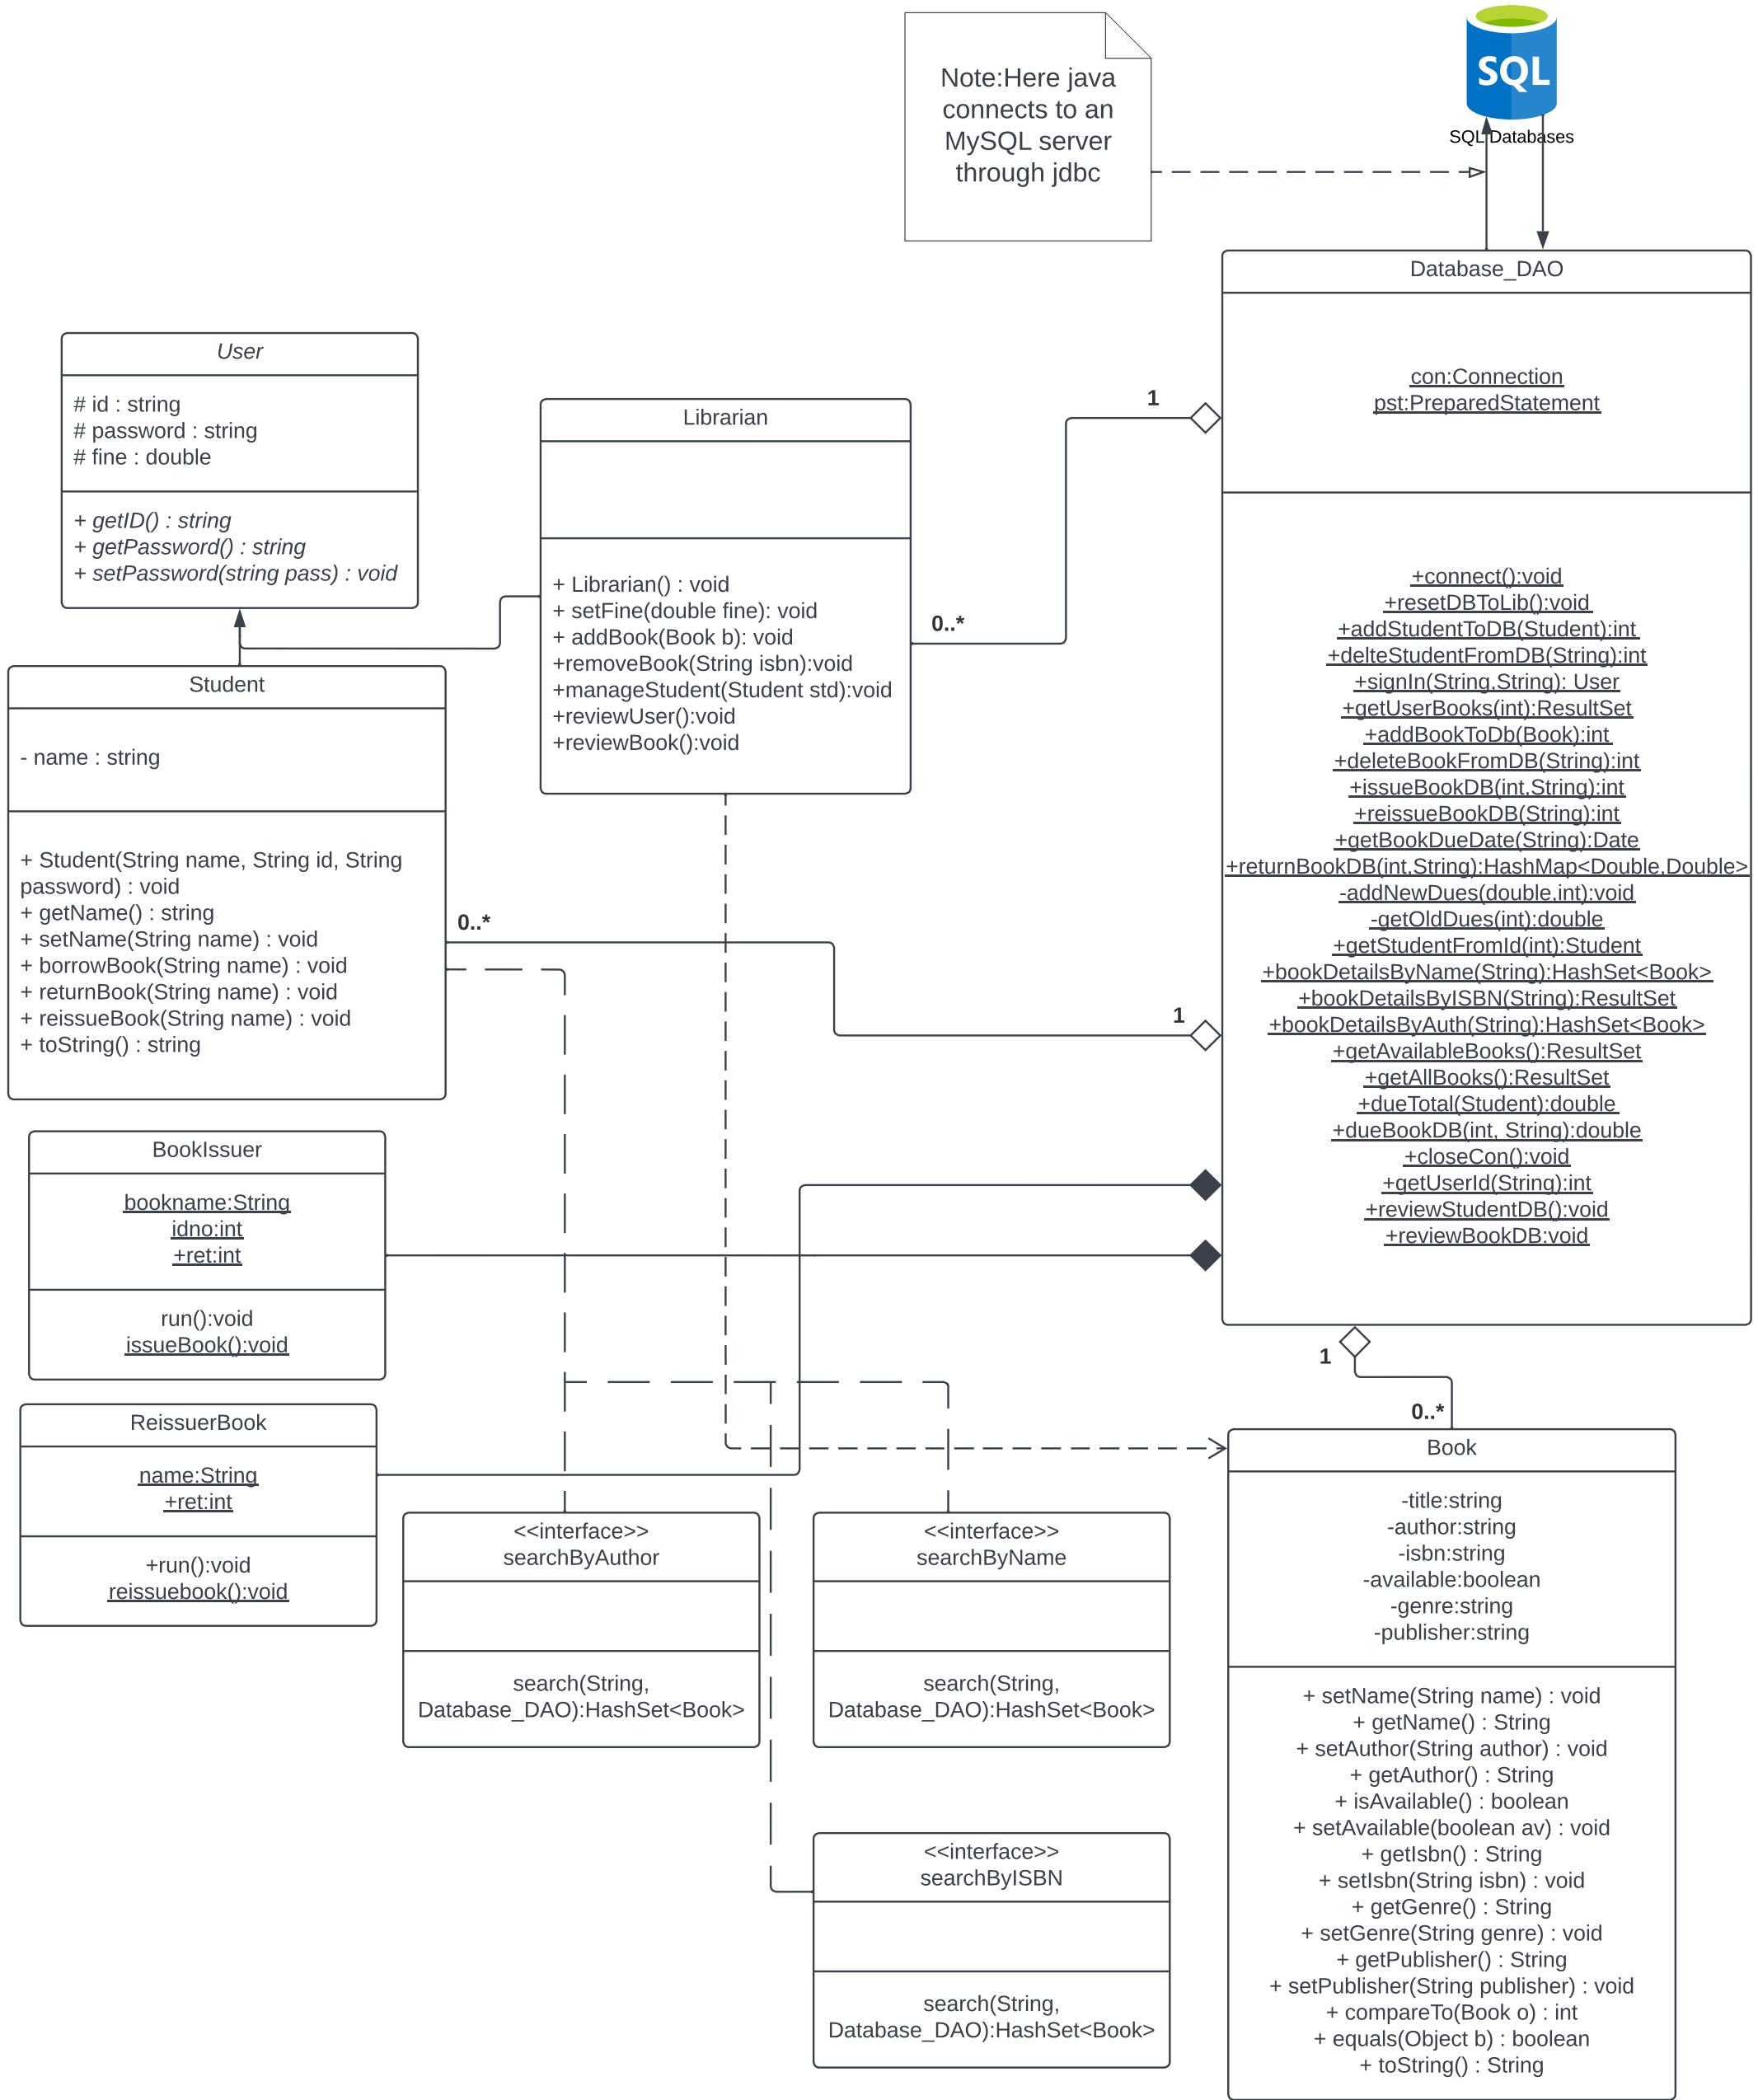 Note:Here java
connects to an
MySQL server
through jdbc
SQL
SQL Databases
Database_DAO
con:Connection
pst:PreparedStatement
+connect():void
+resetDBToLib():void
+addStudentToDB(Student):int
+delteStudentFromDB(String):int
+signIn(String,String): User
+getUserBooks(int):ResultSet
+addBookToDb(Book):int
+deleteBookFromDB(String):int
+issueBookDB(int,String):int
+reissueBookDB(String):int
+getBookDueDate(String):Date
+returnBookDB(int,String):HashMap<Double,Double>
-addNewDues(double,int):void
-getOldDues(int):double
+getStudentFromId(int):Student
+bookDetailsByName(String):HashSet<Book>
+bookDetailsByISBN(String):ResultSet
+bookDetailsByAuth(String):HashSet<Book>
+getAvailableBooks():ResultSet
+getAllBooks():ResultSet
+dueTotal(Student):double
+dueBookDB(int, String):double
+closeCon():void
+getUserId(String):int
+reviewStudentDB():void
+reviewBookDB:void
User
# id : string
# password : string
# fine : double
+ getID() : string
+ getPassword() : string
+ setPassword(string pass) : void
Librarian
+ Librarian() : void
+ setFine(double fine): void
+ addBook(Book b): void
+removeBook(String isbn):void
+manageStudent(Student std):void
+reviewUser():void
+reviewBook():void
1
0..*
Student
- name : string
+ Student(String name, String id, String
password) : void
+ getName() : string
+ setName(String name) : void
+ borrowBook(String name) : void
+ returnBook(String name) : void
+ reissueBook(String name) : void
+ toString() : string
0..*
1
BookIssuer
bookname:String
idno:int
+ret:int
run():void
issueBook():void
ReissuerBook
name:String
+ret:int
+run():void
reissuebook():void
<<interface>>
searchByAuthor
search(String,
Database_DAO):HashSet<Book>
<<interface>>
searchByName
search(String,
Database_DAO):HashSet<Book>
<<interface>>
searchByISBN
search(String,
Database_DAO):HashSet<Book>
1
0..*
Book
-title:string
-author:string
-isbn:string
-available:boolean
-genre:string
-publisher:string
+ setName(String name) : void
+ getName() : String
+ setAuthor(String author) : void
+ getAuthor() : String
+ isAvailable() : boolean
+ setAvailable(boolean av) : void
+ getIsbn() : String
+ setIsbn(String isbn) : void
+ getGenre() : String
+ setGenre(String genre) : void
+ getPublisher() : String
+ setPublisher(String publisher) : void
+ compareTo(Book o) : int
+ equals(Object b) : boolean
+ toString() : String